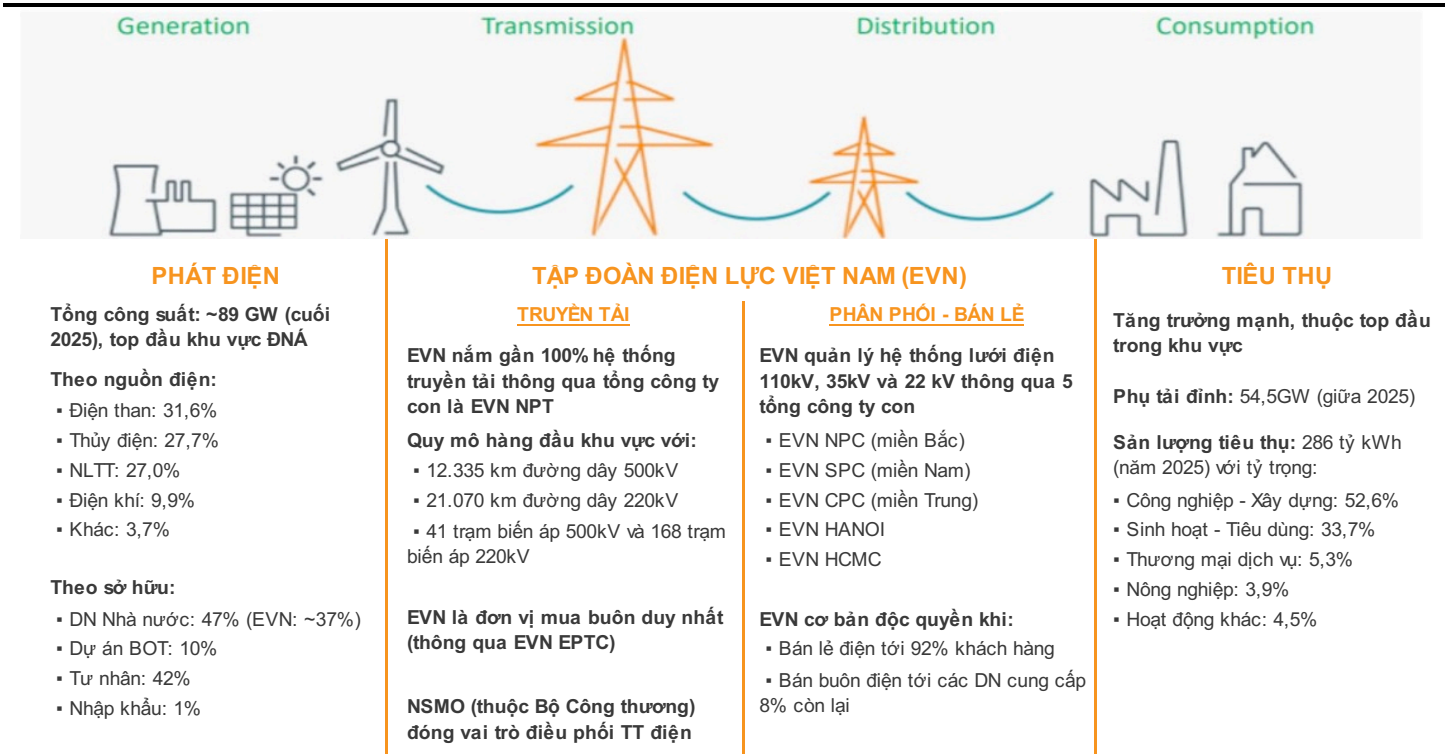 Generation
Transmission
Distribution
Consumption
PHÁT ĐIỆN
Tổng công suất: ~89 GW (cuối
2025), top đầu khu vực ĐNÁ
Theo nguồn điện:
▪ Điện than: 31,6%
▪ Thủy điện: 27,7%
▪ NLTT: 27,0%
▪ Điện khí: 9,9%
▪ Khác: 3,7%
Theo sở hữu:
▪ DN Nhà nước: 47% (EVN: ~37%)
▪ Dự án BOT: 10%
▪ Tư nhân: 42%
▪ Nhập khẩu: 1%
TẬP ĐOÀN ĐIỆN LỰC VIỆT NAM (EVN)
TRUYỀN TẢI
EVN nắm gần 100% hệ thống
truyền tải thông qua tổng công ty
con là EVN NPT
Quy mô hàng đầu khu vực với:
▪ 12.335 km đường dây 500kV
▪ 21.070 km đường dây 220kV
▪ 41 trạm biến áp 500kV và 168 trạm
biến áp 220kV
EVN là đơn vị mua buôn duy nhất
(thông qua EVN EPTC)
NSMO (thuộc Bộ Công thương)
đóng vai trò điều phối TT điện
PHÂN PHỐI - BÁN LẺ
EVN quản lý hệ thống lưới điện
110kV, 35kV và 22 kV thông qua 5
tổng công ty con
▪ EVN NPC (miền Bắc)
▪ EVN SPC (miền Nam)
▪ EVN CPC (miền Trung)
▪ EVN HANOI
▪ EVN HCMC
EVN cơ bản độc quyền khi:
▪ Bán lẻ điện tới 92% khách hàng
▪ Bán buôn điện tới các DN cung cấp
8% còn lại
TIÊU THỤ
Tăng trưởng mạnh, thuộc top đầu
trong khu vực
Phụ tải đỉnh: 54,5GW (giữa 2025)
Sản lượng tiêu thụ: 286 tỷ kWh
(năm 2025) với tỷ trọng:
▪ Công nghiệp - Xây dựng: 52,6%
▪ Sinh hoạt - Tiêu dùng: 33,7%
▪ Thương mại dịch vụ: 5,3%
▪ Nông nghiệp: 3,9%
▪ Hoạt động khác: 4,5%